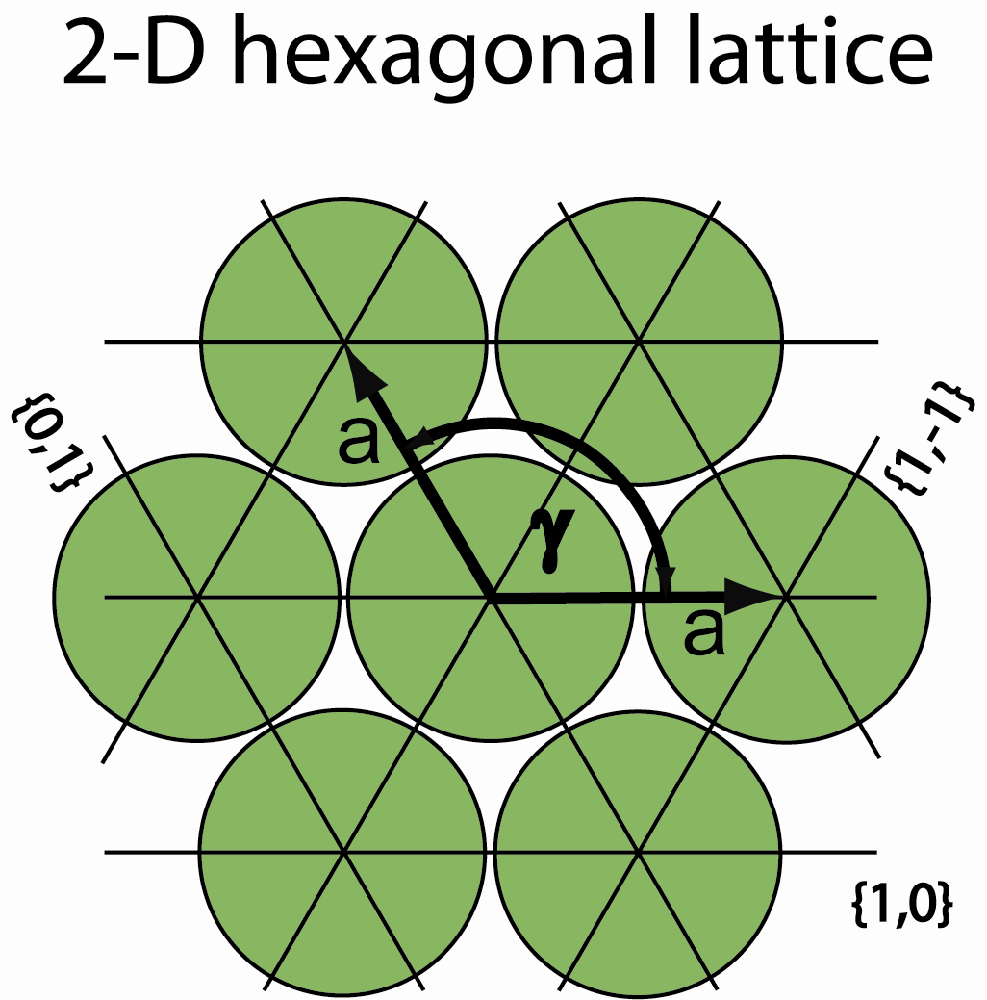 2-D hexagonal lattice
{0,1}
{1,-1}
a
γ
a
{1,0}